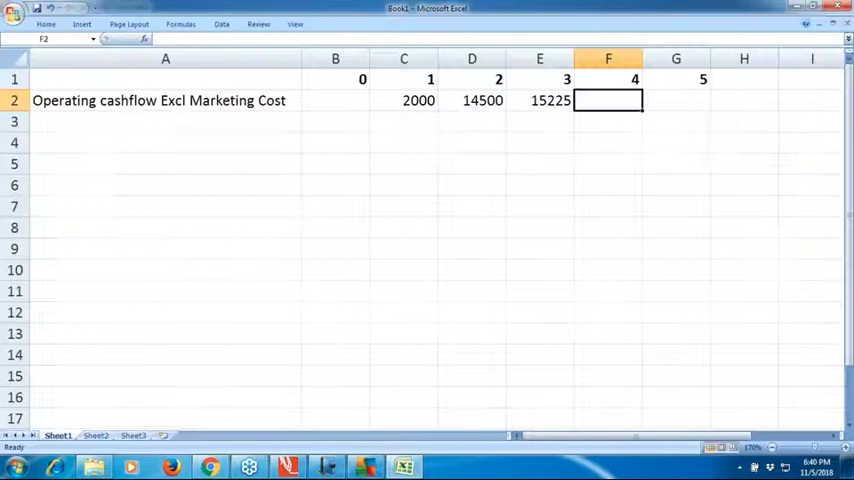 Book1 - Microsoft Excel
Home Insert Page Layout Formulas Data Review View
F2 fx
A B C D E F G H I
1 0 1 2 3 4 5
2 Operating cashflow Excl Marketing Cost 2000 14500 15225
3
4
5
6
7
8
9
10
11
12
13
14
15
16
17
Sheet1 Sheet2 Sheet3
Ready 170%
6:40 PM
11/5/2018